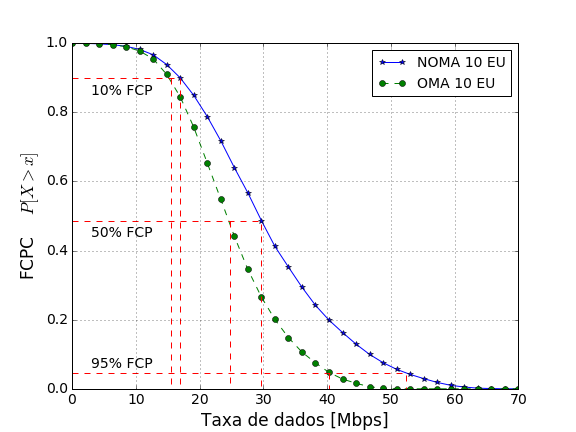 1.0
0.8
0.6
0.4
0.2
0.0
FCPC P[X > x]
NOMA 10 EU
OMA 10 EU
10% FCP
50% FCP
95% FCP
0 10 20 30 40 50 60 70
Taxa de dados [Mbps]